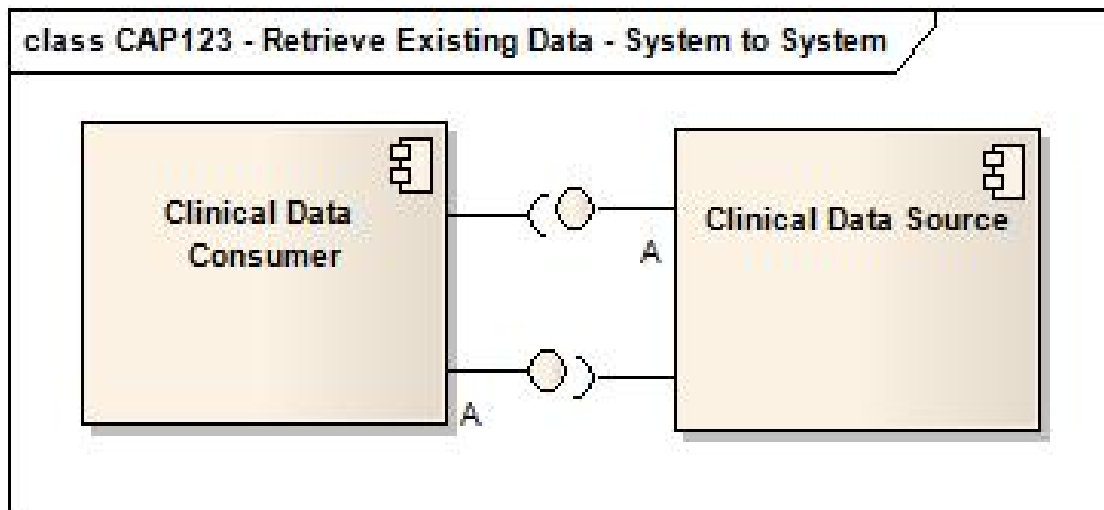 class CAP123 - Retrieve Existing Data - System to System
Clinical Data
Consumer
Clinical Data Source
A
A